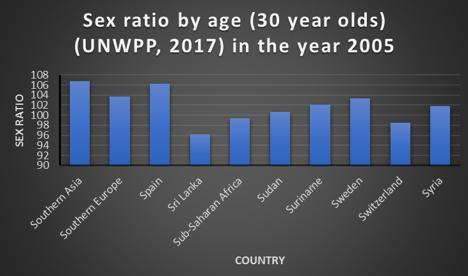 Sex ratio by age (30 year olds)
(UNWPP, 2017) in the year 2005
SEX RATIO
108
106
104
102
100
98
96
94
92
90
Southern Asia
Southern Europe
Spain
Sri Lanka
Sub-Saharan Africa
Sudan
Suriname
Sweden
Switzerland
Syria
COUNTRY